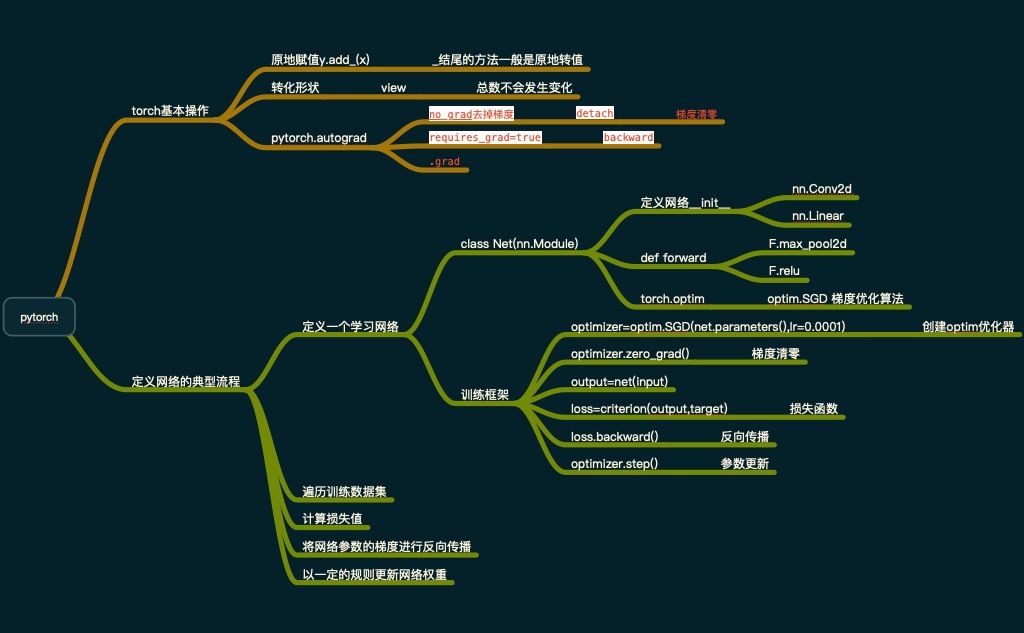 pytorch
torch基本操作
原地赋值y.add_(x)
_结尾的方法一般是原地转值
转化形状
view
总数不会发生变化
pytorch.autograd
no_grad去掉梯度
detach
梯度清零
requires_grad=true
backward
.grad
定义网络的典型流程
定义一个学习网络
class Net(nn.Module)
定义网络__init__
nn.Conv2d
nn.Linear
def forward
F.max_pool2d
F.relu
torch.optim
optim.SGD 梯度优化算法
训练框架
optimizer=optim.SGD(net.parameters(),lr=0.0001)
创建optim优化器
optimizer.zero_grad()
梯度清零
output=net(input)
loss=criterion(output,target)
损失函数
loss.backward()
反向传播
optimizer.step()
参数更新
遍历训练数据集
计算损失值
将网络参数的梯度进行反向传播
以一定的规则更新网络权重